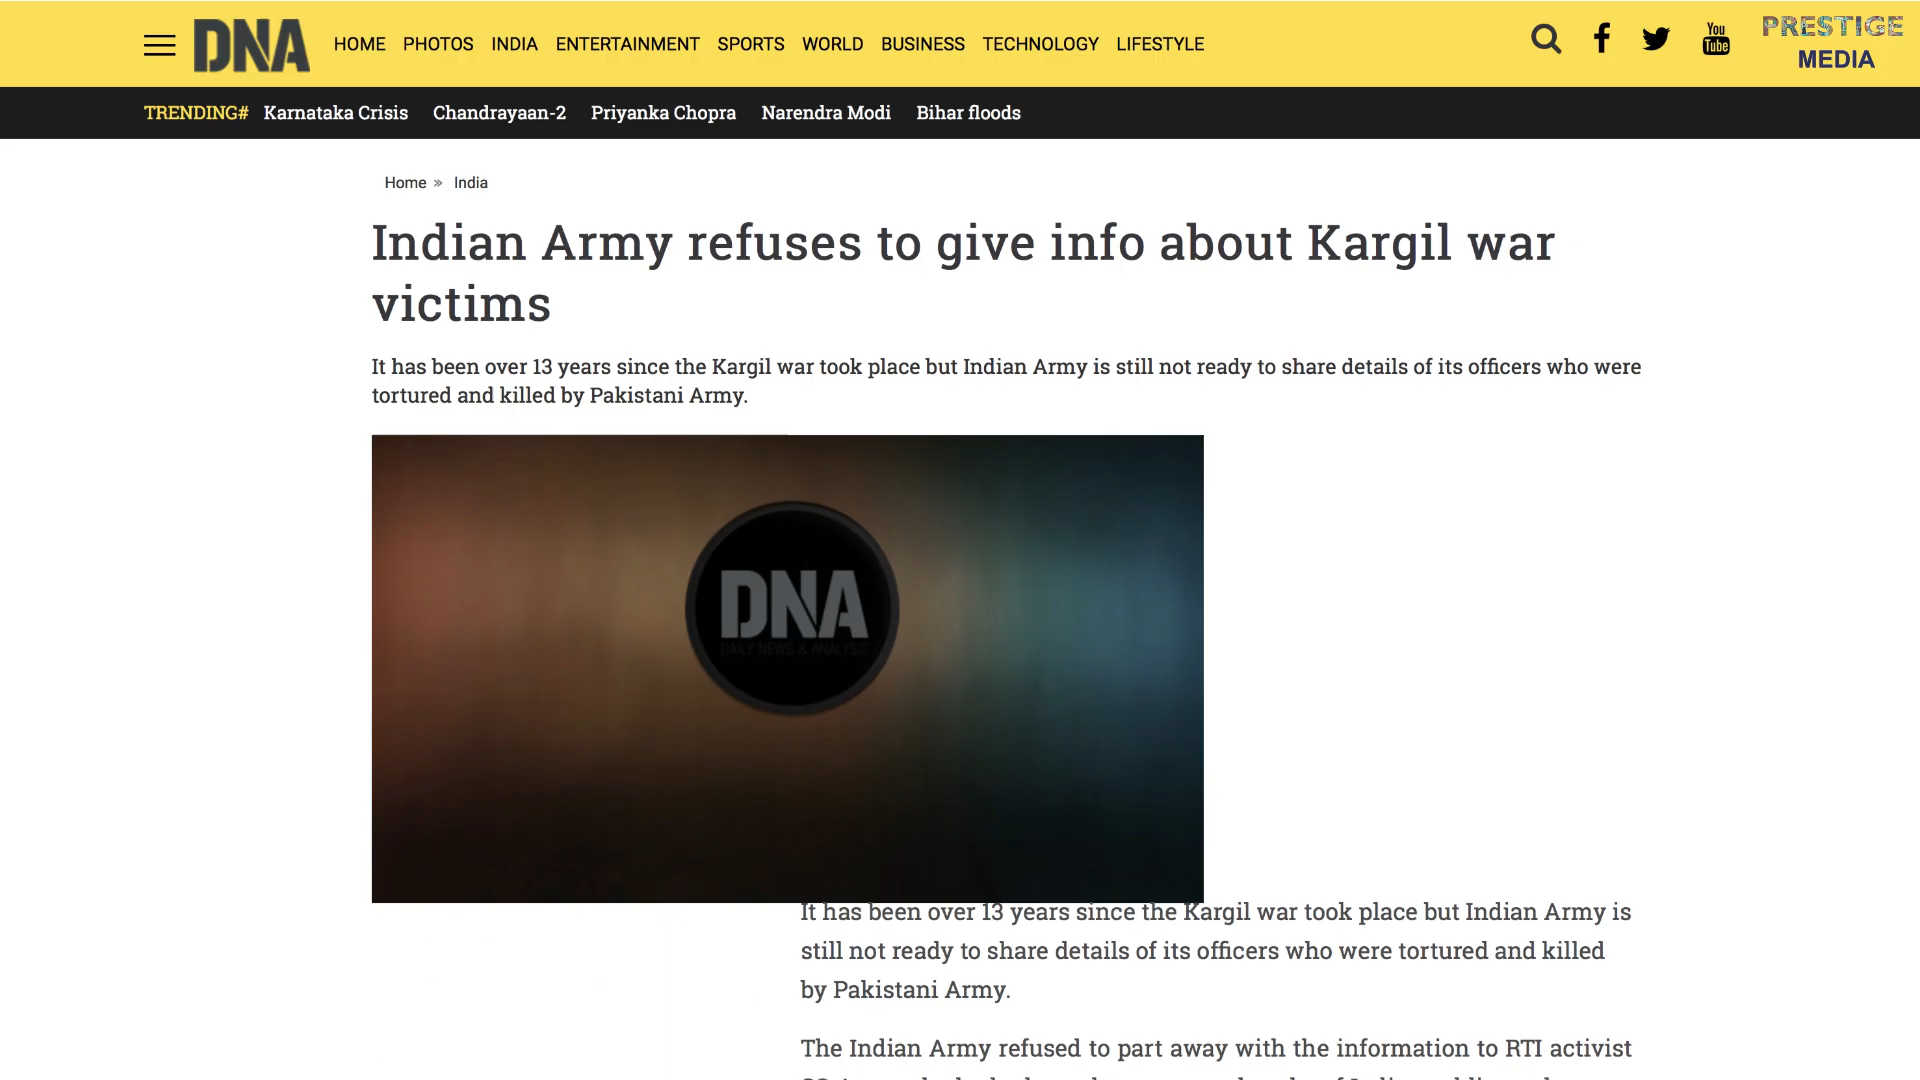 DNA HOME PHOTOS INDIA ENTERTAINMENT SPORTS WORLD BUSINESS TECHNOLOGY LIFESTYLE
You
Tube
PRESTIGE
MEDIA
TRENDING# Karnataka Crisis Chandrayaan-2 Priyanka Chopra Narendra Modi Bihar floods
Home » India
Indian Army refuses to give info about Kargil war
victims
It has been over 13 years since the Kargil war took place but Indian Army is still not ready to share details of its officers who were
tortured and killed by Pakistani Army.
DNA
DAILY NEWS & ANALYSIS
It has been over 13 years since the Kargil war took place but Indian Army is
still not ready to share details of its officers who were tortured and killed
by Pakistani Army.
The Indian Army refused to part away with the information to RTI activist